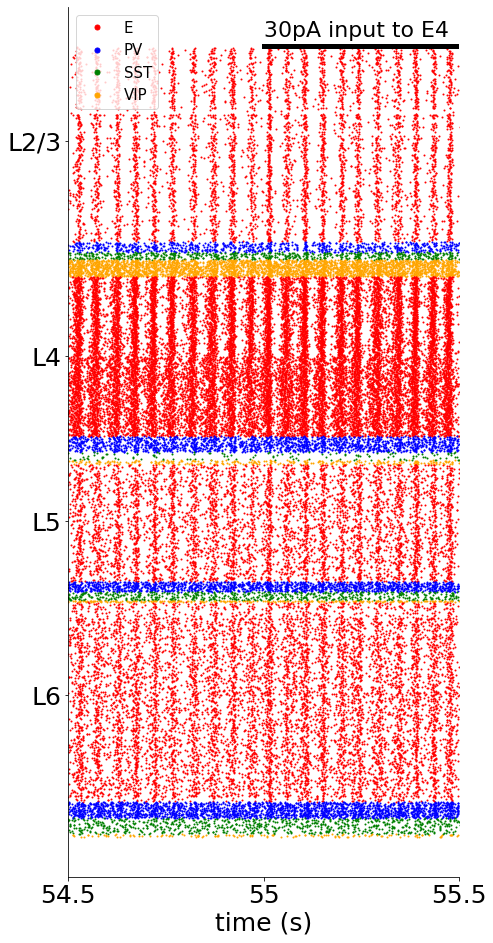 30pA input to E4
E
PV
SST
VIP
L2/3
L4
L5
L6
54.5
55
55.5
time (s)